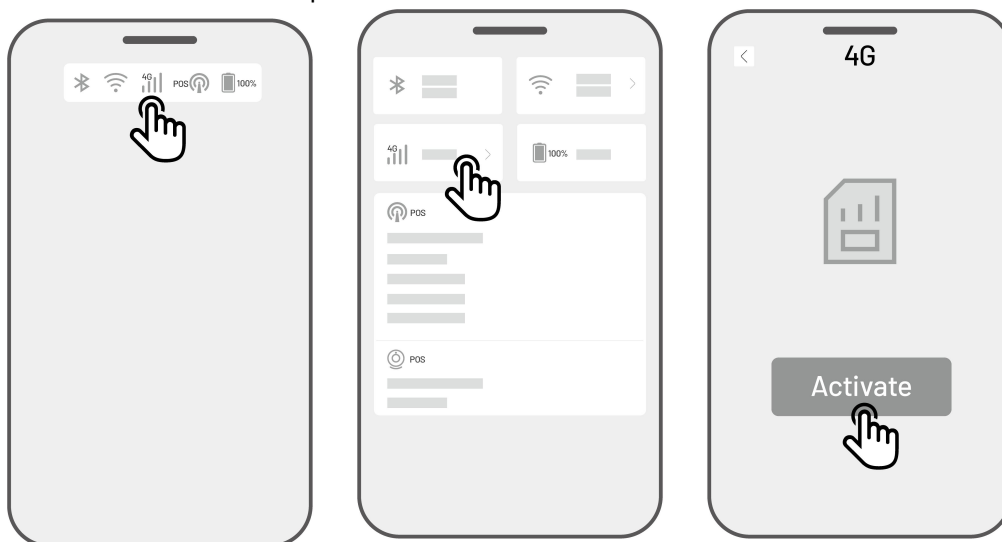 4G POS 100%
4G 100%
POS
POS
4G
Activate